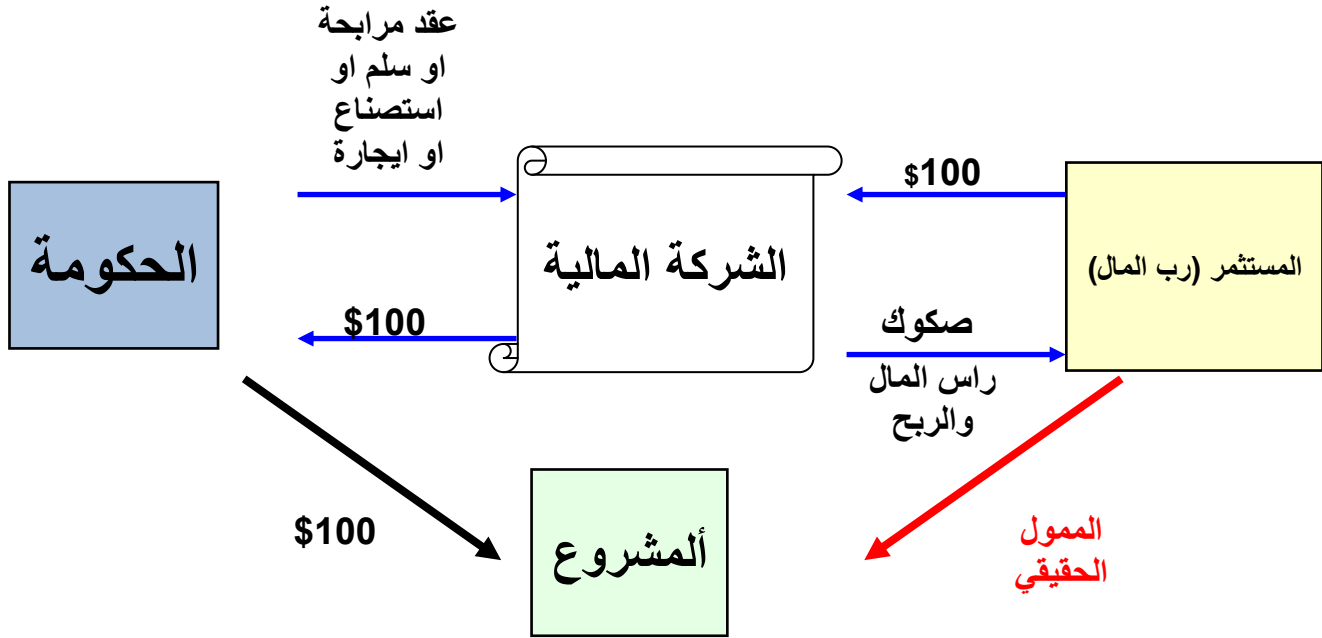 عقد مرابحة
او سلم او
استصناع
او ايجارة
$100
الحكومة
الشركة المالية
المستثمر (رب المال)
$100
صكوك
راس المال
والربح
$100
ألمشروع
الممول
الحقيقي